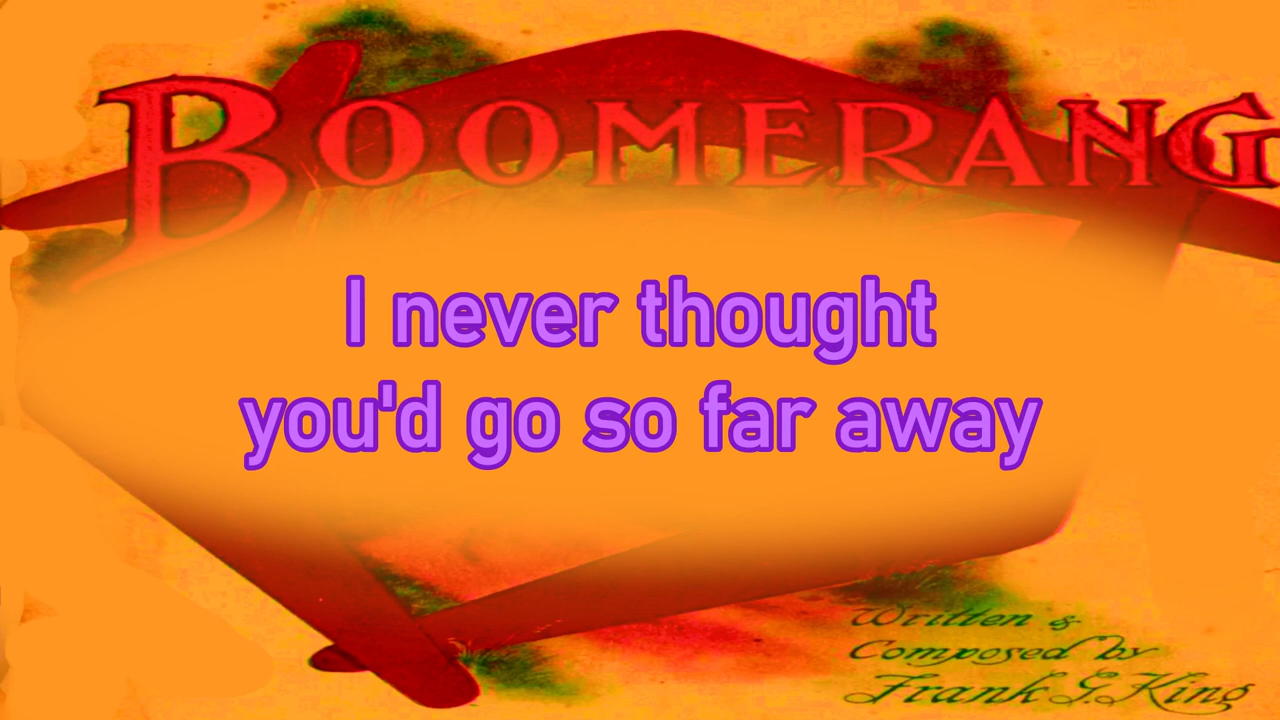 BOOMERANG
I never thought
you'd go so far away
Written &
Composed by
Frank G. King